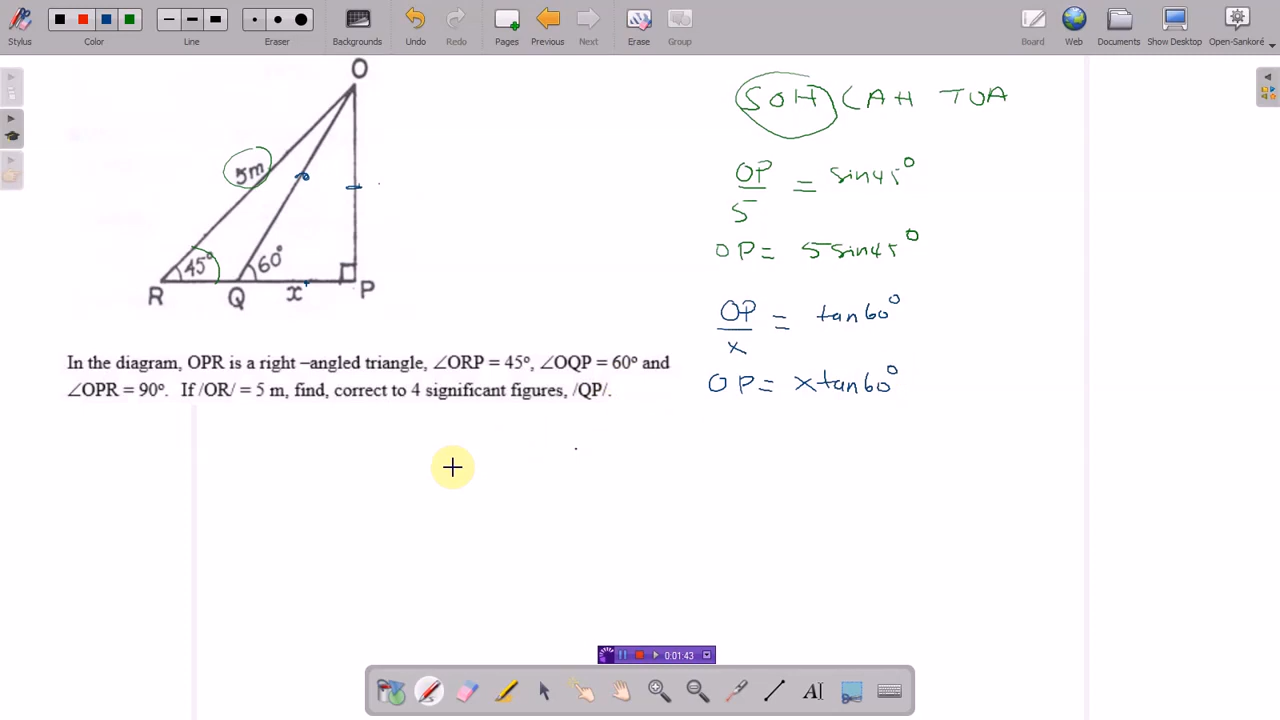 Stylus
Color
Line
Eraser
Backgrounds
Undo
Redo
Pages
Previous
Next
Erase
Group
Board
Web
Documents
Show Desktop
Open-Sankoré
O
5m
45°
60°
R
Q
x
P
SOH CAH TOA
OP/5 = sin45°
OP = 5sin45°
OP/x = tan60°
OP = xtan60°
In the diagram, OPR is a right –angled triangle, ∠ORP = 45°, ∠OQP = 60° and
∠OPR = 90°. If /OR/ = 5 m, find, correct to 4 significant figures, /QP/.
0:01:43
AI